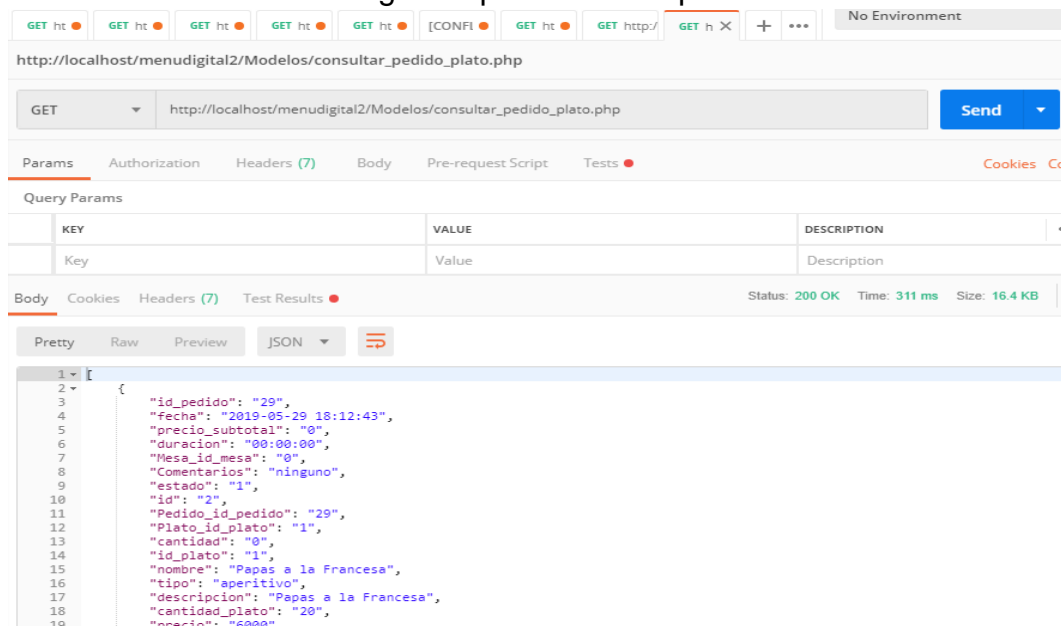 GET ht GET ht GET ht GET ht GET ht [CONFI GET ht GET http:/ GET h X + ••• No Environment
http://localhost/menudigital2/Modelos/consultar_pedido_plato.php
GET http://localhost/menudigital2/Modelos/consultar_pedido_plato.php Send
Params Authorization Headers (7) Body Pre-request Script Tests Cookies Co
Query Params
KEY VALUE DESCRIPTION
Key Value Description
Body Cookies Headers (7) Test Results Status: 200 OK Time: 311 ms Size: 16.4 KB
Pretty Raw Preview JSON
1 [
2 {
3 "id_pedido": "29",
4 "fecha": "2019-05-29 18:12:43",
5 "precio_subtotal": "0",
6 "duracion": "00:00:00",
7 "Mesa_id_mesa": "0",
8 "Comentarios": "ninguno",
9 "estado": "1",
10 "id": "2",
11 "Pedido_id_pedido": "29",
12 "Plato_id_plato": "1",
13 "cantidad": "0",
14 "id_plato": "1",
15 "nombre": "Papas a la Francesa",
16 "tipo": "aperitivo",
17 "descripcion": "Papas a la Francesa",
18 "cantidad_plato": "20",
19 "precio": "6000"